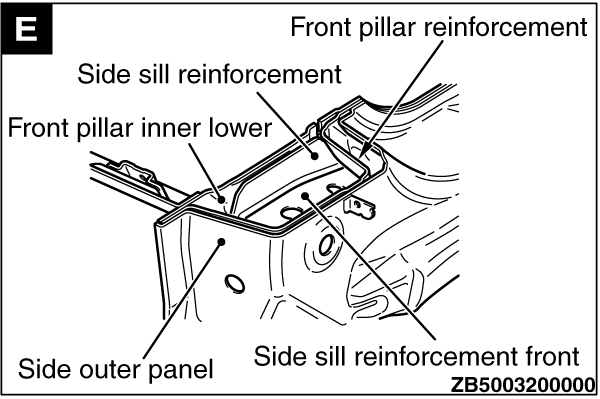 E
Front pillar reinforcement
Side sill reinforcement
Front pillar inner lower
Side outer panel
Side sill reinforcement front
ZB5003200000